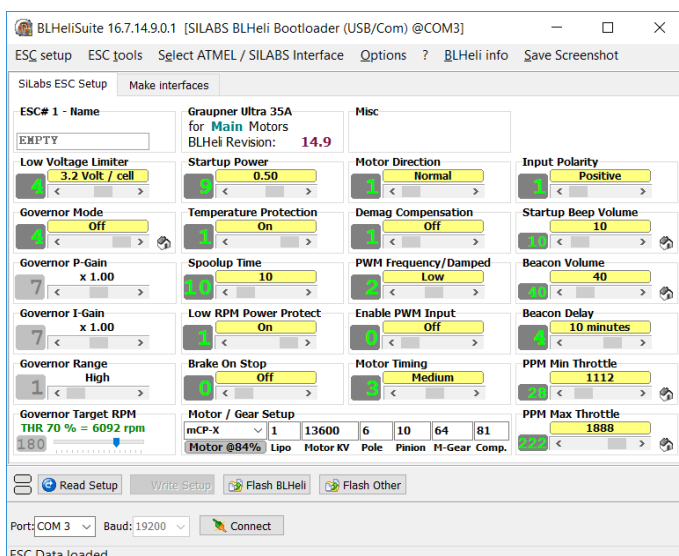 BLHeliSuite 16.7.14.9.0.1 [SILABS BLHeli Bootloader (USB/Com) @COM3]
ESC setup ESC tools Select ATMEL / SILABS Interface Options ? BLHeli info Save Screenshot
SiLabs ESC Setup Make interfaces
ESC# 1 - Name
EMPTY
Graupner Ultra 35A
for Main Motors
BLHeli Revision: 14.9
Misc
Low Voltage Limiter
4 3.2 Volt / cell
Startup Power
9 0.50
Motor Direction
1 Normal
Input Polarity
1 Positive
Governor Mode
4 Off
Temperature Protection
1 On
Demag Compensation
1 Off
Startup Beep Volume
10 10
Governor P-Gain
7 x 1.00
Spoolup Time
10 10
PWM Frequency/Damped
2 Low
Beacon Volume
40 40
Governor I-Gain
7 x 1.00
Low RPM Power Protect
1 On
Enable PWM Input
0 Off
Beacon Delay
4 10 minutes
Governor Range
1 High
Brake On Stop
0 Off
Motor Timing
3 Medium
PPM Min Throttle
28 1112
Governor Target RPM
THR 70 % = 6092 rpm
180
Motor / Gear Setup
mCP-X 1 13600 6 10 64 81
Motor @84% Lipo Motor KV Pole Pinion M-Gear Comp.
PPM Max Throttle
222 1888
Read Setup Write Setup Flash BLHeli Flash Other
Port: COM 3 Baud: 19200 Connect
ESC Data loaded